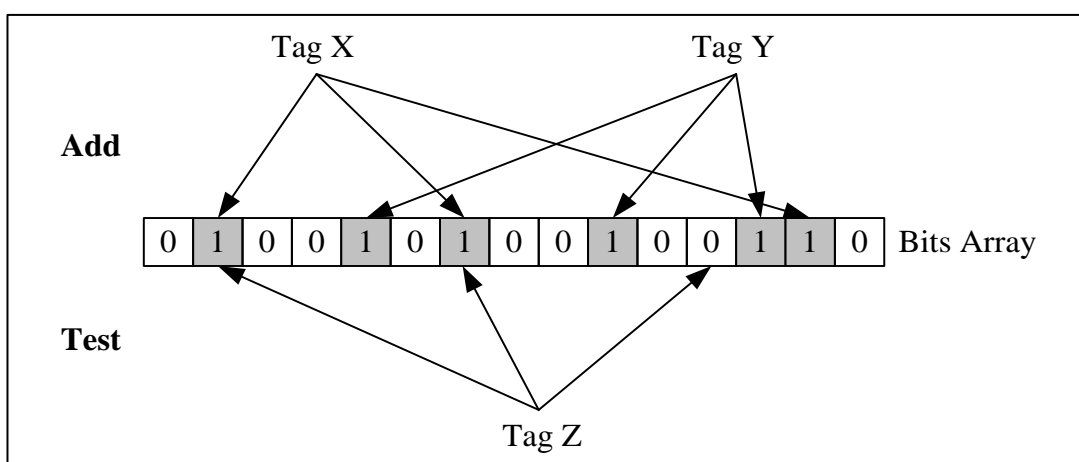 Tag X Tag Y
Add
0 1 0 0 1 0 1 0 0 1 0 0 1 1 0 Bits Array
Test
Tag Z